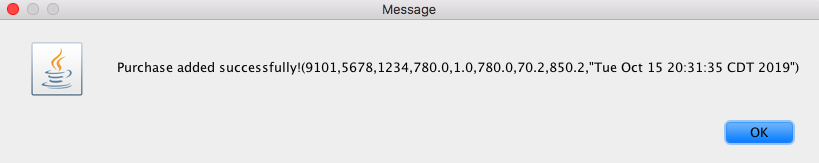 Message
Purchase added successfully!(9101,5678,1234,780.0,1.0,780.0,70.2,850.2,"Tue Oct 15 20:31:35 CDT 2019")
OK